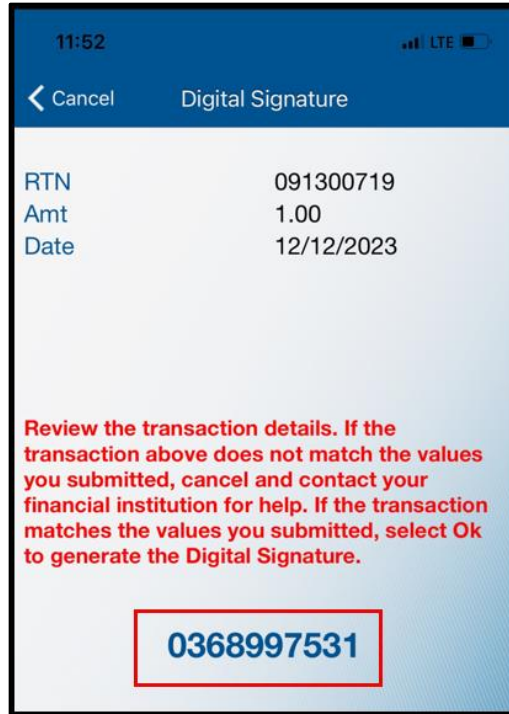 11:52 LTE
Cancel Digital Signature
RTN 091300719
Amt 1.00
Date 12/12/2023
Review the transaction details. If the
transaction above does not match the values
you submitted, cancel and contact your
financial institution for help. If the transaction
matches the values you submitted, select Ok
to generate the Digital Signature.
0368997531